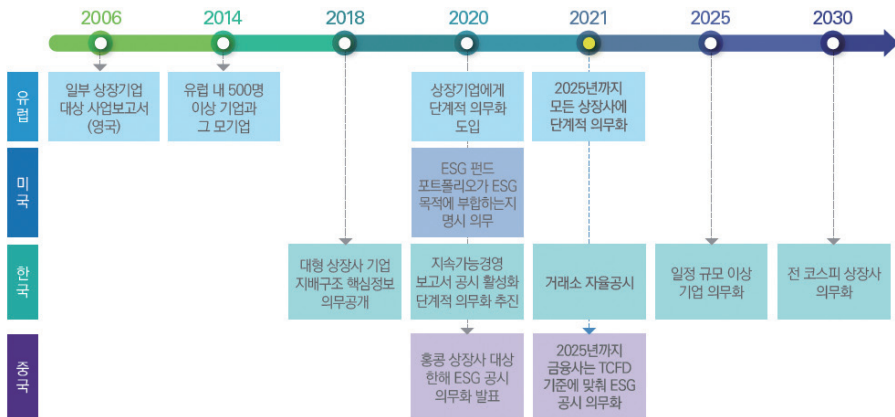 2006
2014
2018
2020
2021
2025
2030
유럽
일부 상장기업
대상 사업보고서
(영국)
유럽 내 500명
이상 기업과
그 모기업
상장기업에게
단계적 의무화
도입
2025년까지
모든 상장사에
단계적 의무화
미국
ESG 펀드
포트폴리오가 ESG
목적에 부합하는지
명시 의무
한국
대형 상장사 기업
지배구조 핵심정보
의무공개
지속가능경영
보고서 공시 활성화
단계적 의무화 추진
거래소 자율공시
일정 규모 이상
기업 의무화
전 코스피 상장사
의무화
중국
홍콩 상장사 대상
한해 ESG 공시
의무화 발표
2025년까지
금융사는 TCFD
기준에 맞춰 ESG
공시 의무화